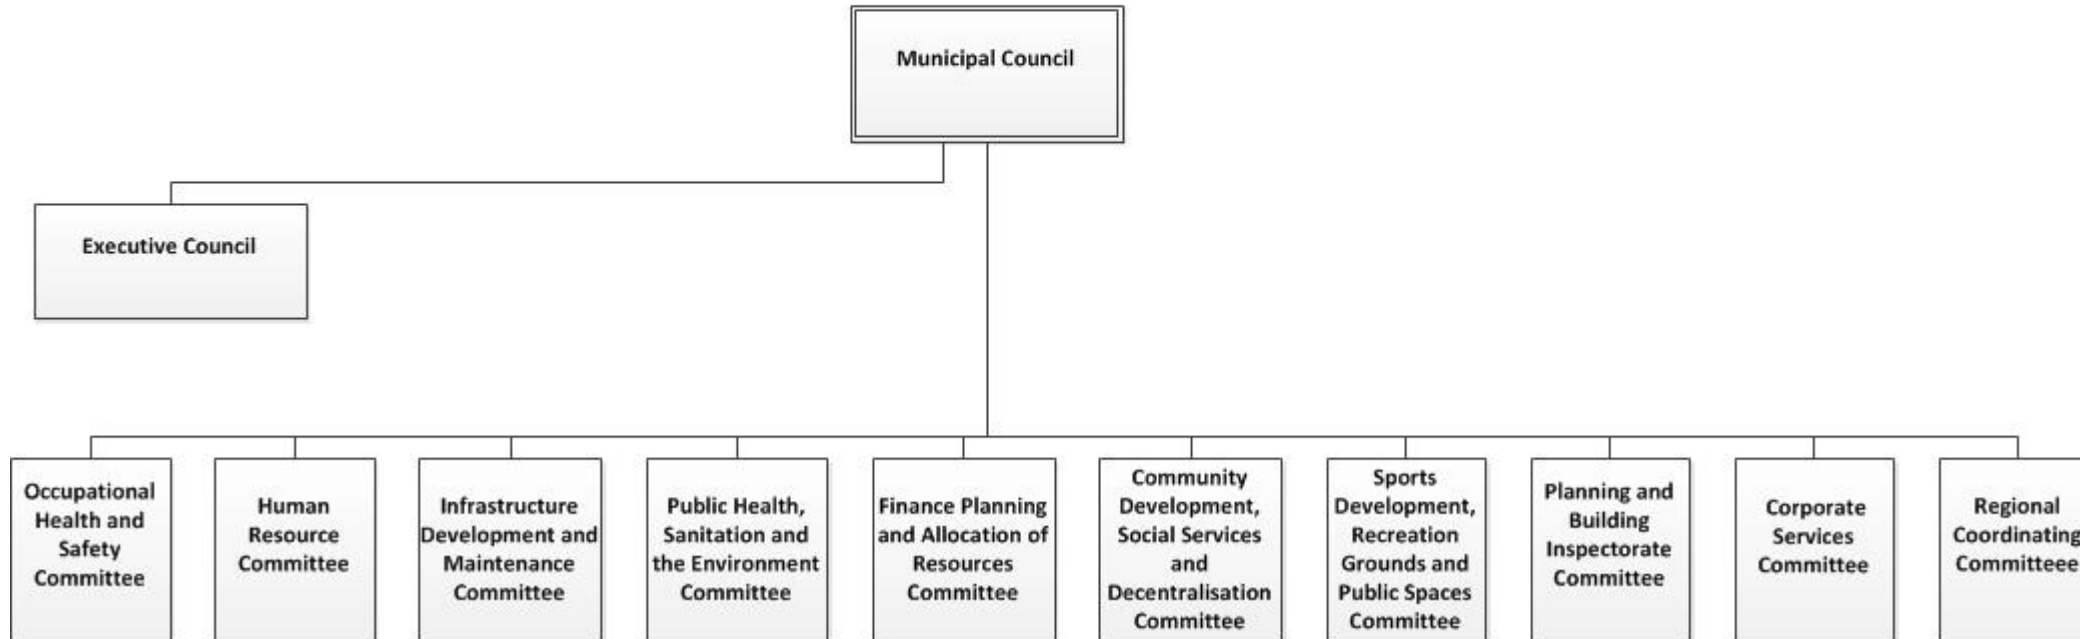 Municipal Council
Executive Council
Occupational
Health and
Safety
Committee
Human
Resource
Committee
Infrastructure
Development and
Maintenance
Committee
Public Health,
Sanitation and
the Environment
Committee
Finance Planning
and Allocation of
Resources
Committee
Community
Development,
Social Services
and
Decentralisation
Committee
Sports
Development,
Recreation
Grounds and
Public Spaces
Committee
Planning and
Building
Inspectorate
Committee
Corporate
Services
Committee
Regional
Coordinating
Committeee